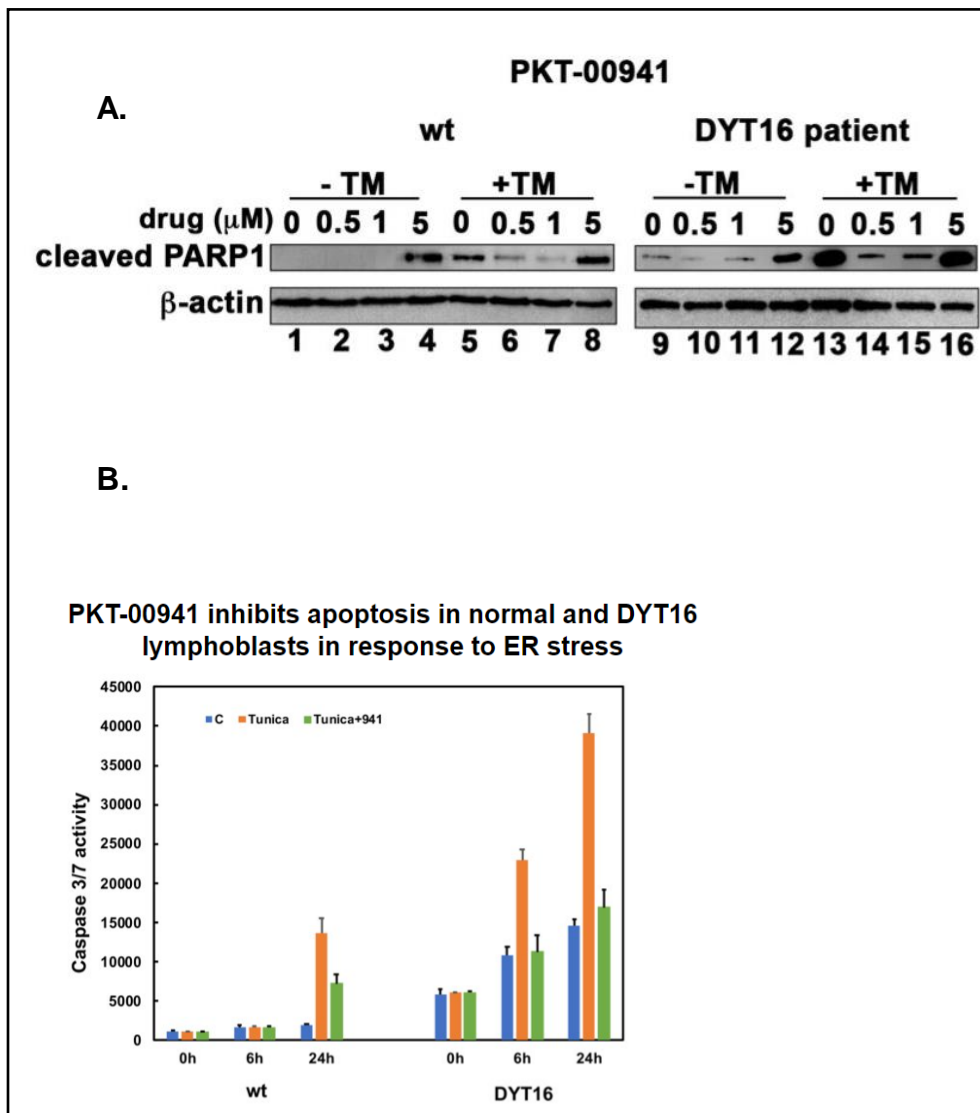 PKT-00941
A.
wt DYT16 patient
- TM +TM -TM +TM
drug (μM) 0 0.5 1 5 0 0.5 1 5 0 0.5 1 5 0 0.5 1 5
cleaved PARP1
β-actin
1 2 3 4 5 6 7 8 9 10 11 12 13 14 15 16
B.
PKT-00941 inhibits apoptosis in normal and DYT16
lymphoblasts in response to ER stress
45000
C Tunica Tunica+941
40000
35000
30000
25000
20000
15000
10000
5000
0
Caspase 3/7 activity
0h 6h 24h 0h 6h 24h
wt DYT16